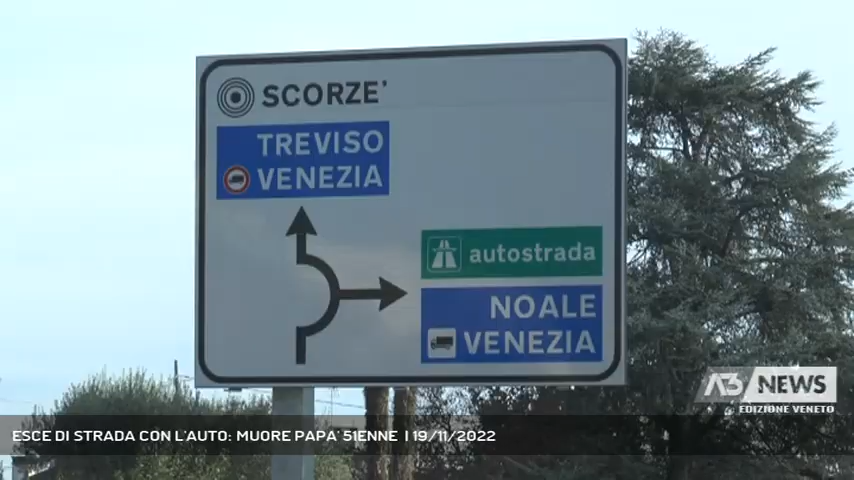 SCORZE'
TREVISO
VENEZIA
autostrada
NOALE
VENEZIA
A3 NEWS
EDIZIONE VENETO
ESCE DI STRADA CON L'AUTO: MUORE PAPA' 51ENNE | 19/11/2022